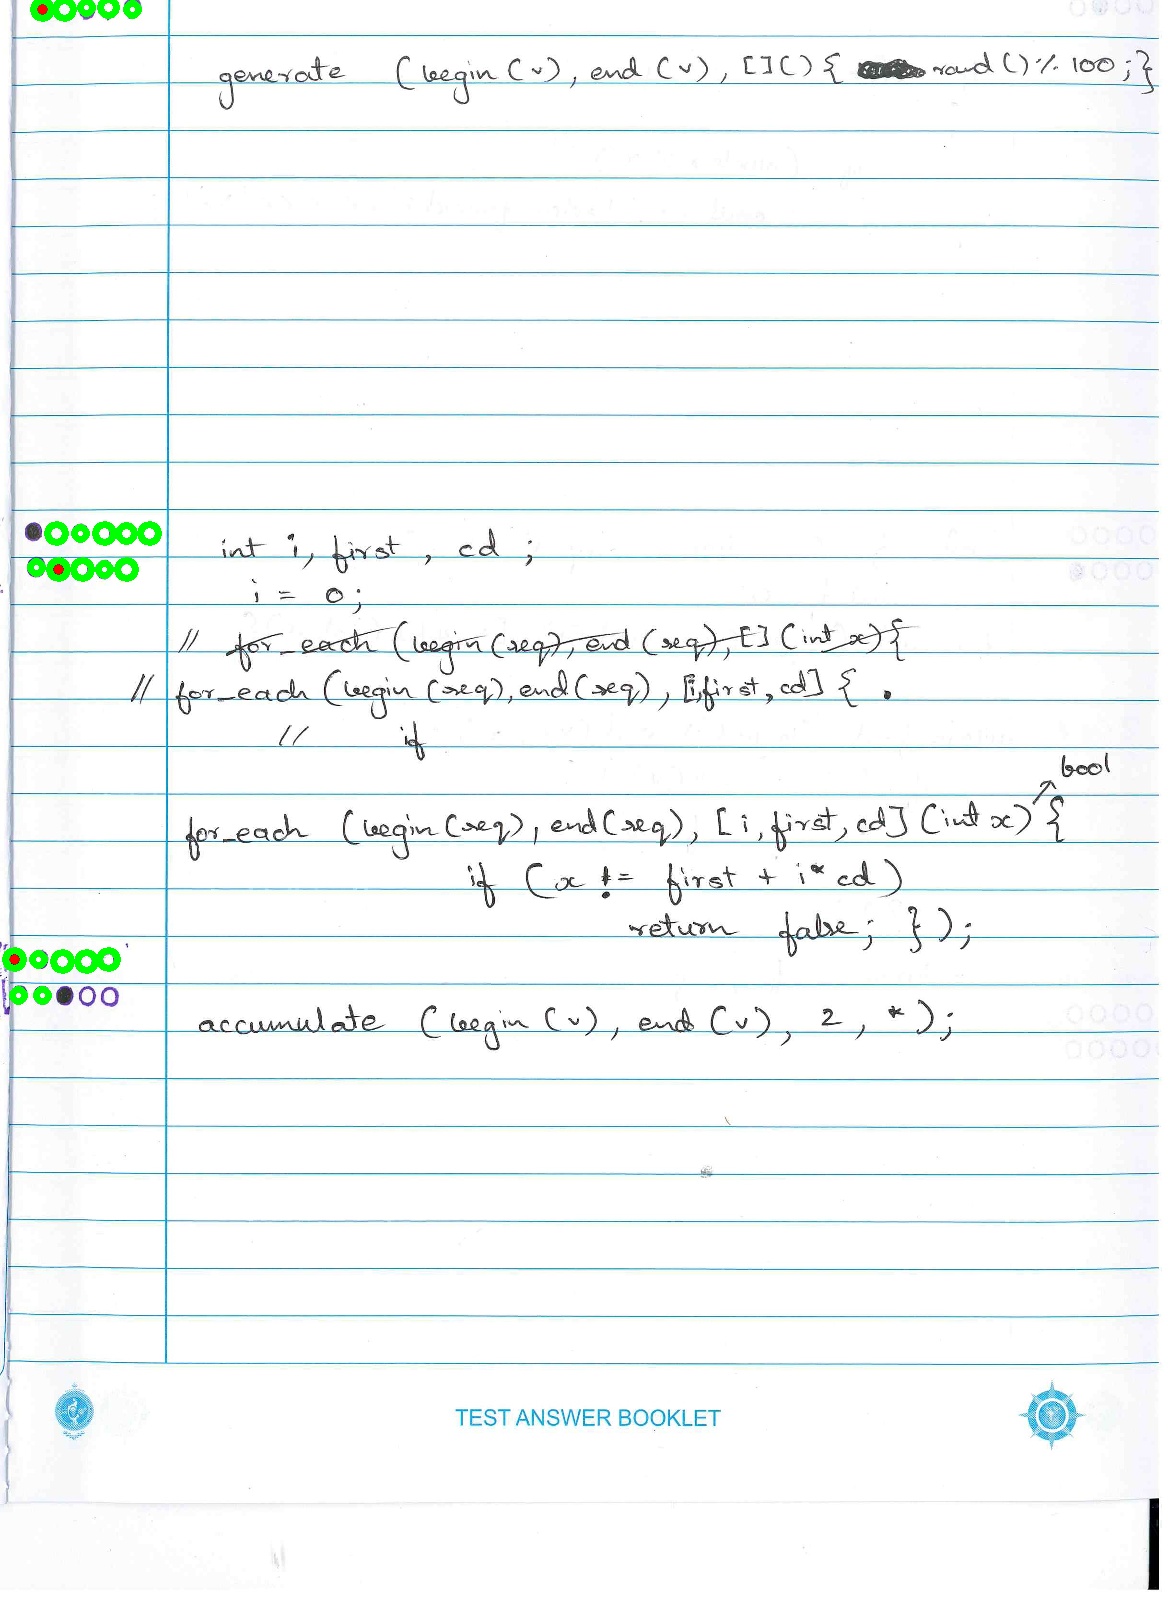 generate (begin (v), end (v), [](){ rand ()% 100 ; }
int i, first , cd ;
i = 0;
// for_each (begin (seq), end (seq), [] (int x){
// for_each (begin (seq), end (seq), [i,first, cd] { .
// if
bool
for_each (begin (seq), end (seq), [ i, first, cd] (int x) {
if (x != first + i* cd)
return false; } );
accumulate (begin (v), end (v), 2, * );
TEST ANSWER BOOKLET